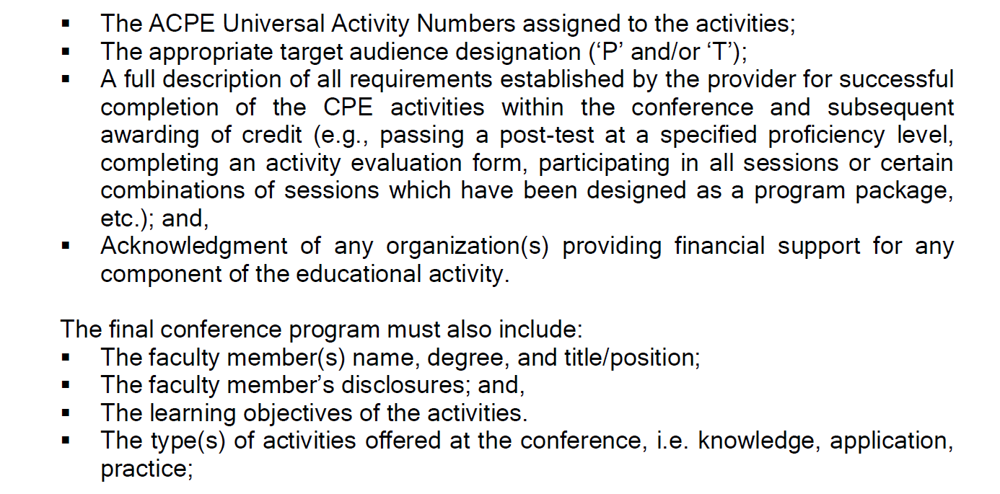 ▪ The ACPE Universal Activity Numbers assigned to the activities;
▪ The appropriate target audience designation (‘P’ and/or ‘T’);
▪ A full description of all requirements established by the provider for successful
completion of the CPE activities within the conference and subsequent
awarding of credit (e.g., passing a post-test at a specified proficiency level,
completing an activity evaluation form, participating in all sessions or certain
combinations of sessions which have been designed as a program package,
etc.); and,
▪ Acknowledgment of any organization(s) providing financial support for any
component of the educational activity.
The final conference program must also include:
▪ The faculty member(s) name, degree, and title/position;
▪ The faculty member’s disclosures; and,
▪ The learning objectives of the activities.
▪ The type(s) of activities offered at the conference, i.e. knowledge, application,
practice;